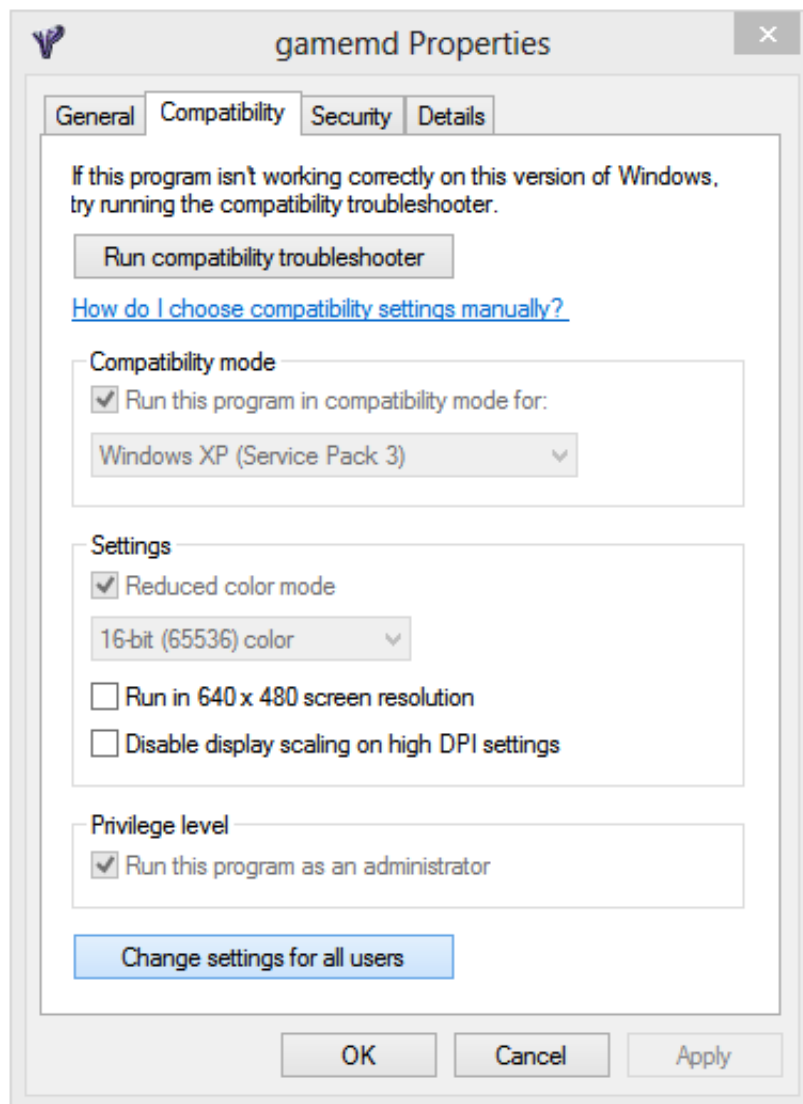 gamemd Properties
General
Compatibility
Security
Details
If this program isn't working correctly on this version of Windows,
try running the compatibility troubleshooter.
Run compatibility troubleshooter
How do I choose compatibility settings manually?
Compatibility mode
Run this program in compatibility mode for:
Windows XP (Service Pack 3)
Settings
Reduced color mode
16-bit (65536) color
Run in 640 x 480 screen resolution
Disable display scaling on high DPI settings
Privilege level
Run this program as an administrator
Change settings for all users
OK
Cancel
Apply